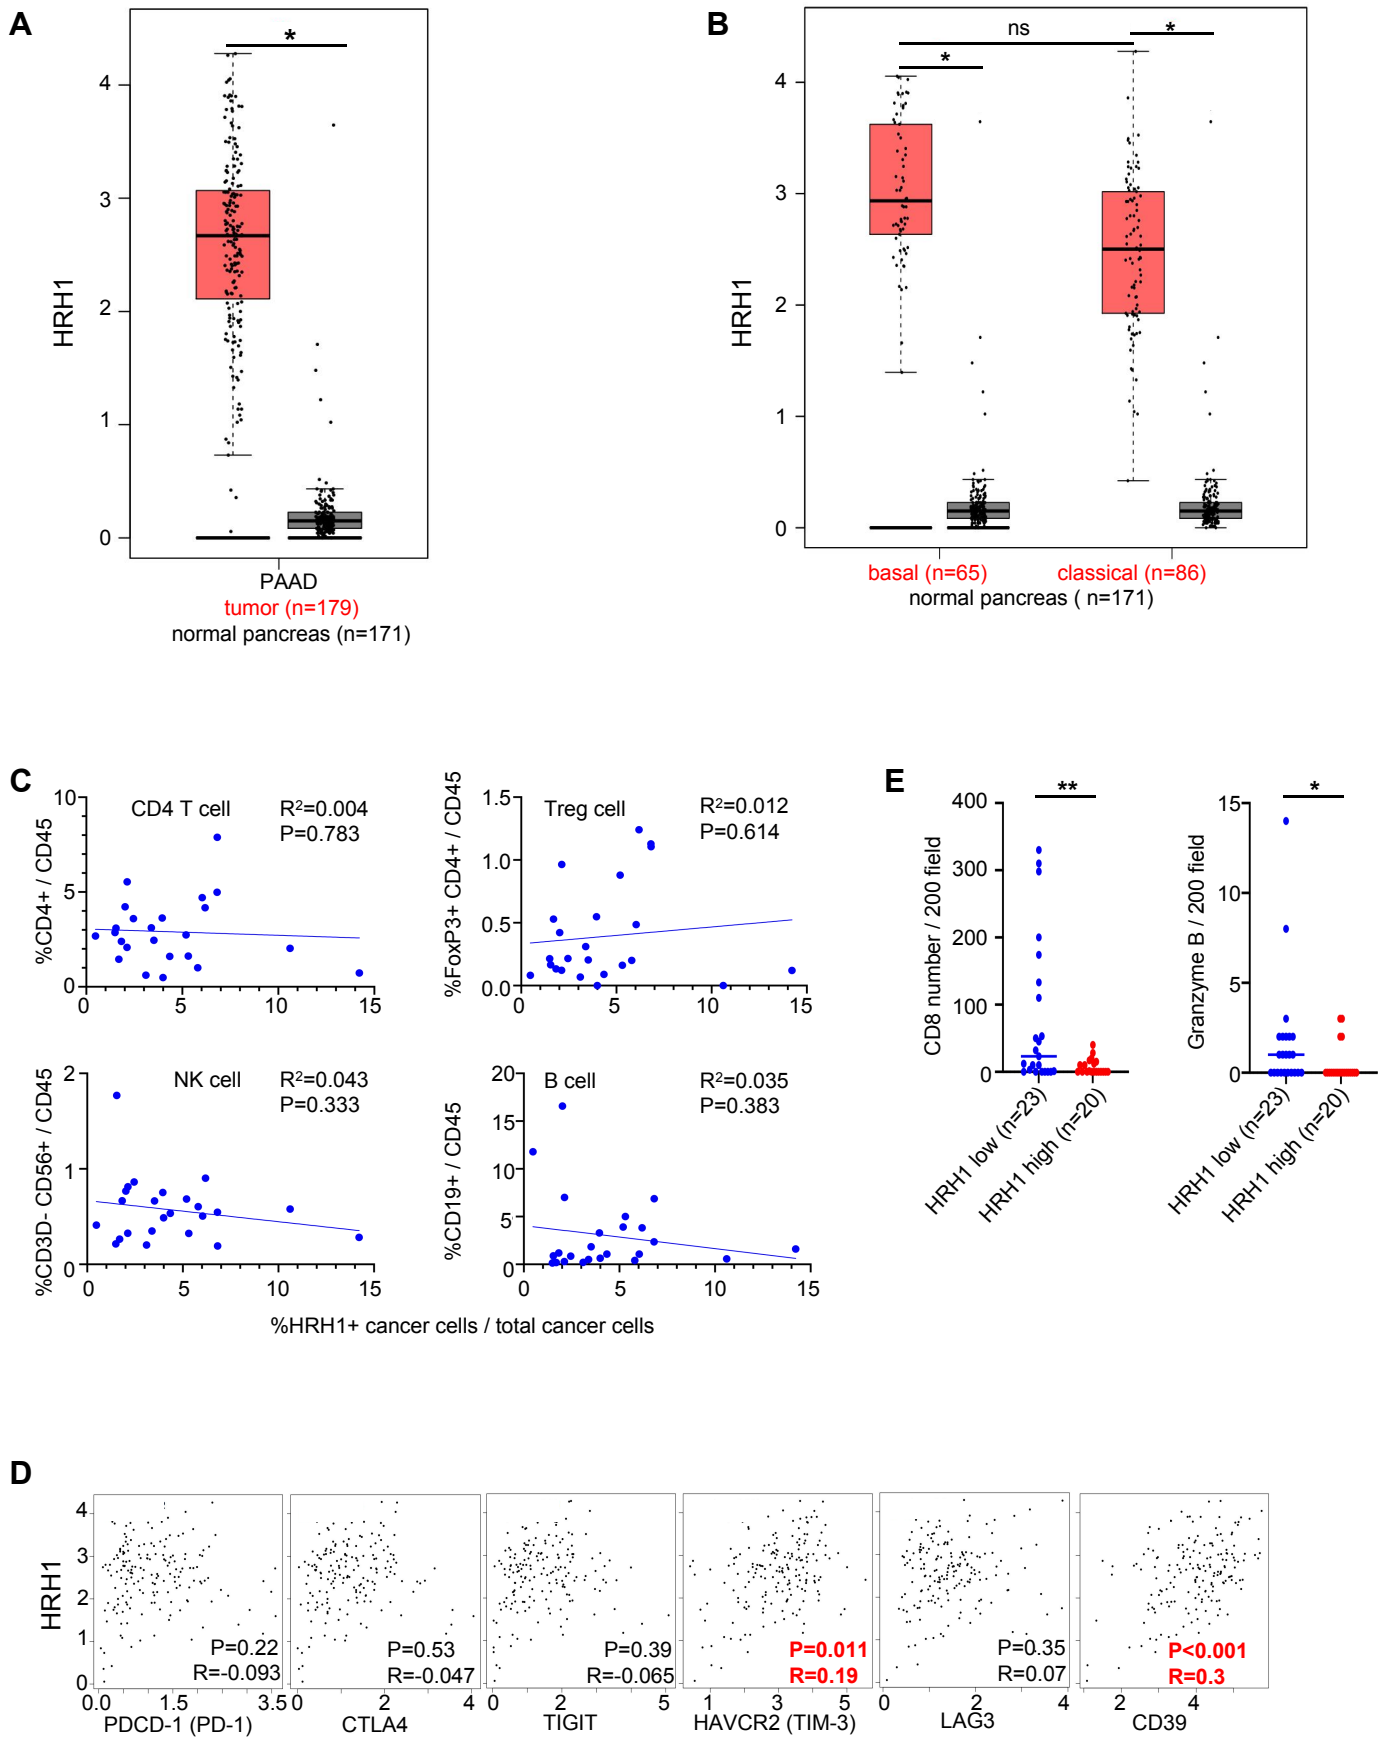 A
*
HRH1
4
3
2
1
0
PAAD
tumor (n=179)
normal pancreas (n=171)
B
ns
*
*
HRH1
4
3
2
1
0
basal (n=65)
classical (n=86)
normal pancreas ( n=171)
C
%CD4+ / CD45
10
5
0
CD4 T cell
R²=0.004
P=0.783
0 5 10 15
%FoxP3+ CD4+ / CD45
1.5
1.0
0.5
0.0
Treg cell
R²=0.012
P=0.614
0 5 10 15
%CD3D- CD56+ / CD45
2
1
0
NK cell
R²=0.043
P=0.333
0 5 10 15
%CD19+ / CD45
20
15
10
5
0
B cell
R²=0.035
P=0.383
0 5 10 15
%HRH1+ cancer cells / total cancer cells
E
**
CD8 number / 200 field
400
300
200
100
0
HRH1 low (n=23)
HRH1 high (n=20)
*
Granzyme B / 200 field
15
10
5
0
HRH1 low (n=23)
HRH1 high (n=20)
D
HRH1
4
3
2
1
0
P=0.22
R=-0.093
0.0 1.5 3.5
PDCD-1 (PD-1)
P=0.53
R=-0.047
0 2 4
CTLA4
P=0.39
R=-0.065
0 2 5
TIGIT
P=0.011
R=0.19
1 3 5
HAVCR2 (TIM-3)
P=0.35
R=0.07
0 2 4
LAG3
P<0.001
R=0.3
2 4
CD39